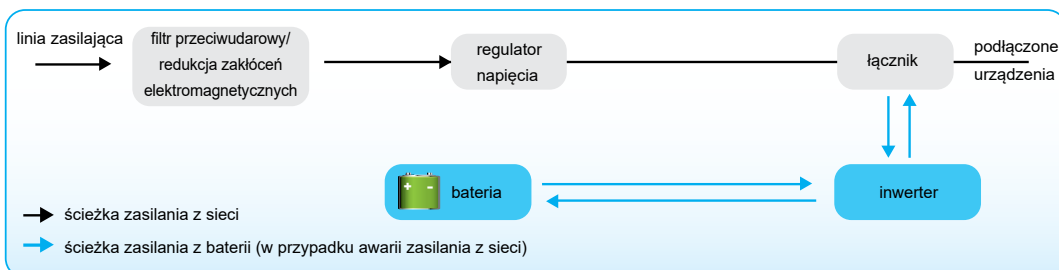 linia zasilająca
filtr przeciwudarowy/
redukcja zakłóceń
elektromagnetycznych
regulator
napięcia
łącznik
podłączone
urządzenia
+ -
bateria
inwerter
ścieżka zasilania z sieci
ścieżka zasilania z baterii (w przypadku awarii zasilania z sieci)